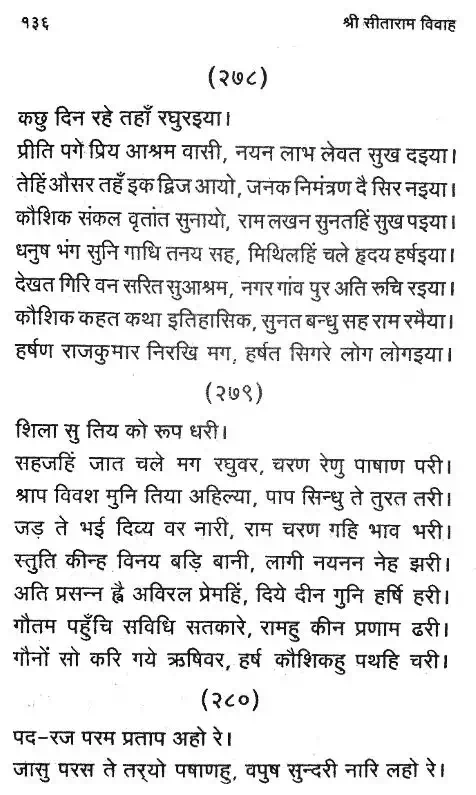 १३६ श्री सीताराम विवाह
(२७८)
कछु दिन रहे तहाँ रघुरइया।
प्रीति पगे प्रिय आश्रम वासी, नयन लाभ लेवत सुख दइया।
तेहिं औसर तहँ इक द्विज आयो, जनक निमंत्रण दै सिर नइया।
कौशिक संकल वृतांत सुनायो, राम लखन सुनतहिं सुख पइया।
धनुष भंग सुनि गाधि तनय सह, मिथिलहिं चले हृदय हर्षइया।
देखत गिरि वन सरित सुआश्रम, नगर गांव पुर अति रुचि रइया।
कौशिक कहत कथा इतिहासिक, सुनत बन्धु सह राम रमैया।
हर्षण राजकुमार निरखि मग, हर्षत सिगरे लोग लोगइया।
(२७९)
शिला सु तिय को रूप धरी।
सहजहिं जात चले मग रघुवर, चरण रेणु पाषाण परी।
श्राप विवश मुनि तिया अहिल्या, पाप सिन्धु ते तुरत तरी।
जड़ ते भई दिव्य वर नारी, राम चरण गहि भाव भरी।
स्तुति कीन्ह विनय बड़ि बानी, लागी नयनन नेह झरी।
अति प्रसन्न ह्वै अविरल प्रेमहिं, दिये दीन गुनि हर्षि हरी।
गौतम पहुँचि सविधि सतकारे, रामहु कीन प्रणाम ढरी।
गौनों सो करि गये ऋषिवर, हर्ष कौशिकहु पथहि चरी।
(२८०)
पद-रज परम प्रताप अहो रे।
जासु परस ते तर्‌यो पषाणहु, वपुष सुन्दरी नारि लहो रे।